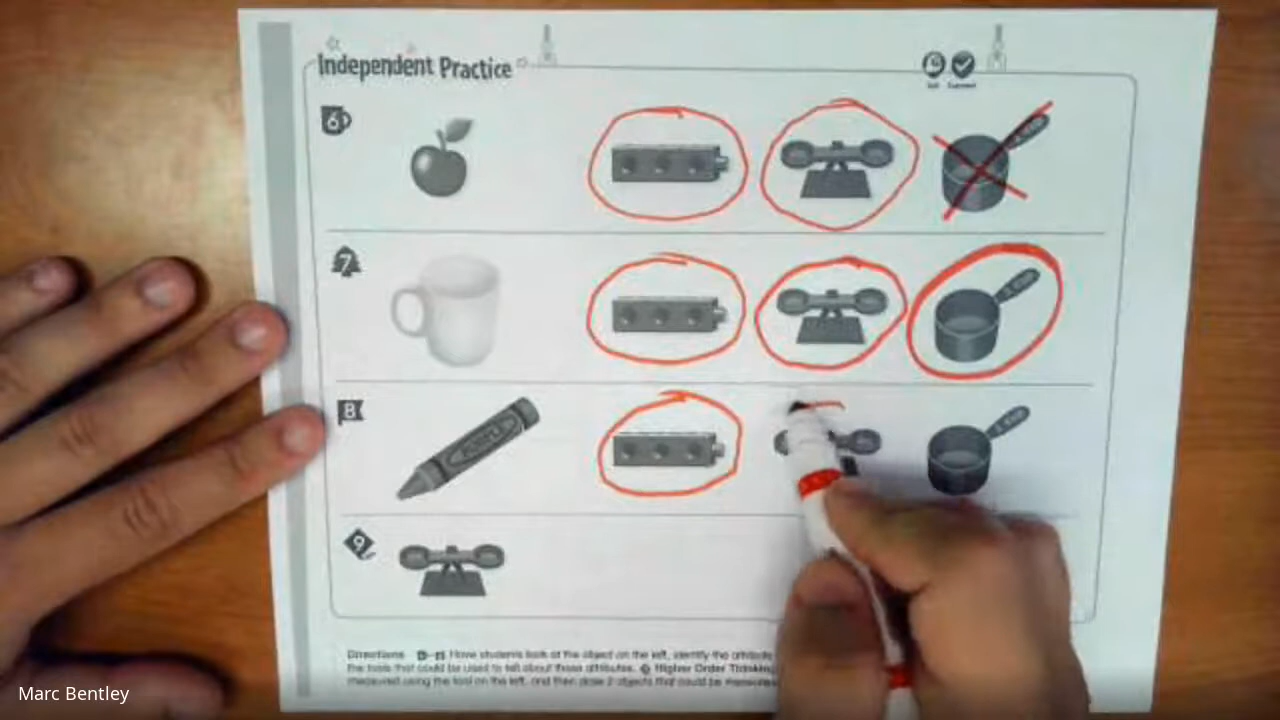 Independent Practice
6
7
8
PURPLE
9
Directions Have students look at the object on the left, identify the attributes
the tools that could be used to tell about those attributes. Higher Order Thinking
measured using the tool on the left, and then draw 2 objects that could be measured
Marc Bentley